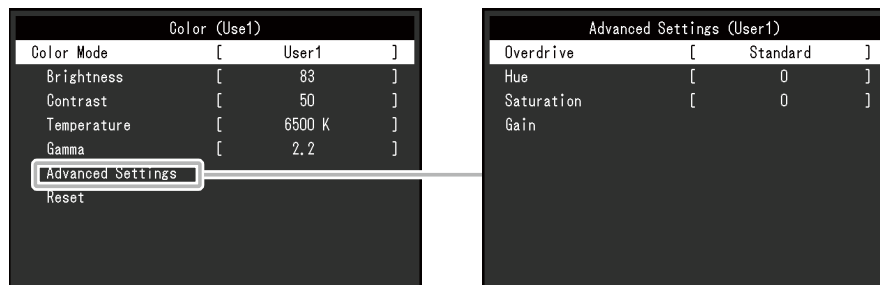 Color (Use1)
Color Mode [ User1 ]
Brightness [ 83 ]
Contrast [ 50 ]
Temperature [ 6500 K ]
Gamma [ 2.2 ]
Advanced Settings
Reset
Advanced Settings (User1)
Overdrive [ Standard ]
Hue [ 0 ]
Saturation [ 0 ]
Gain